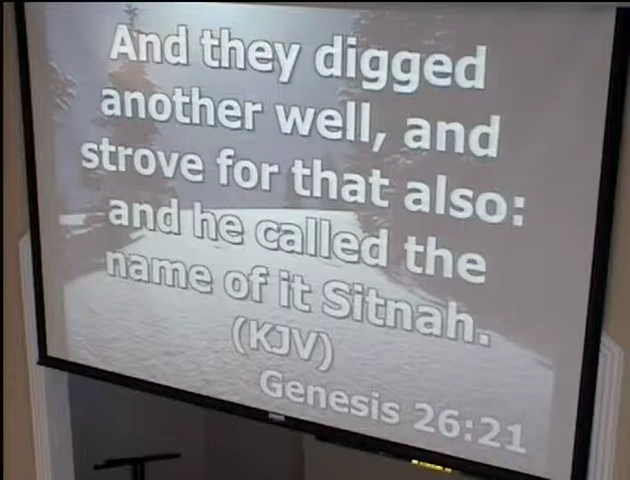 And they digged
another well, and
strove for that also:
and he called the
name of it Sitnah.
(KJV)
Genesis 26:21